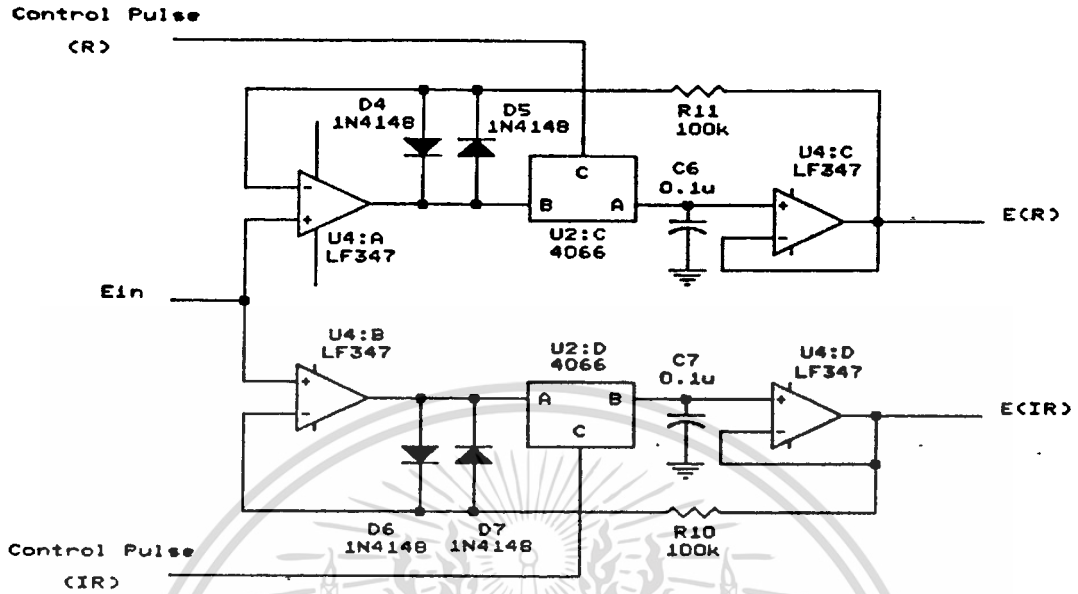 Control Pulse
(R)
D4
1N4148
D5
1N4148
R11
100k
C
B A
U2:C
4066
C6
0.1u
U4:C
LF347
+
-
E(R)
-
+
U4:A
LF347
Ein
U4:B
LF347
+
-
U2:D
4066
A B
C
C7
0.1u
U4:D
LF347
+
-
E(IR)
D6
1N4148
D7
1N4148
R10
100k
Control Pulse
(IR)